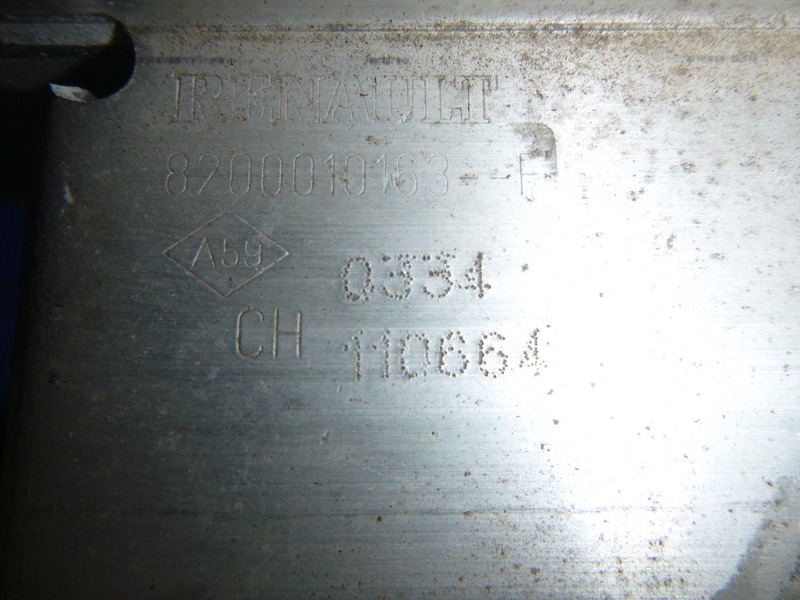 RENAULT
8200010163--F
A59
0334
CH 110664